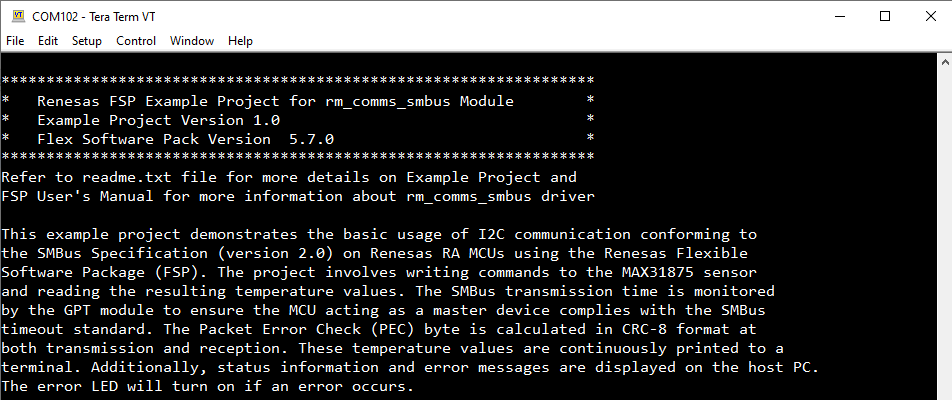 COM102 - Tera Term VT
File Edit Setup Control Window Help
******************************************************************
* Renesas FSP Example Project for rm_comms_smbus Module *
* Example Project Version 1.0 *
* Flex Software Pack Version 5.7.0 *
******************************************************************
Refer to readme.txt file for more details on Example Project and
FSP User's Manual for more information about rm_comms_smbus driver
This example project demonstrates the basic usage of I2C communication conforming to
the SMBus Specification (version 2.0) on Renesas RA MCUs using the Renesas Flexible
Software Package (FSP). The project involves writing commands to the MAX31875 sensor
and reading the resulting temperature values. The SMBus transmission time is monitored
by the GPT module to ensure the MCU acting as a master device complies with the SMBus
timeout standard. The Packet Error Check (PEC) byte is calculated in CRC-8 format at
both transmission and reception. These temperature values are continuously printed to a
terminal. Additionally, status information and error messages are displayed on the host PC.
The error LED will turn on if an error occurs.